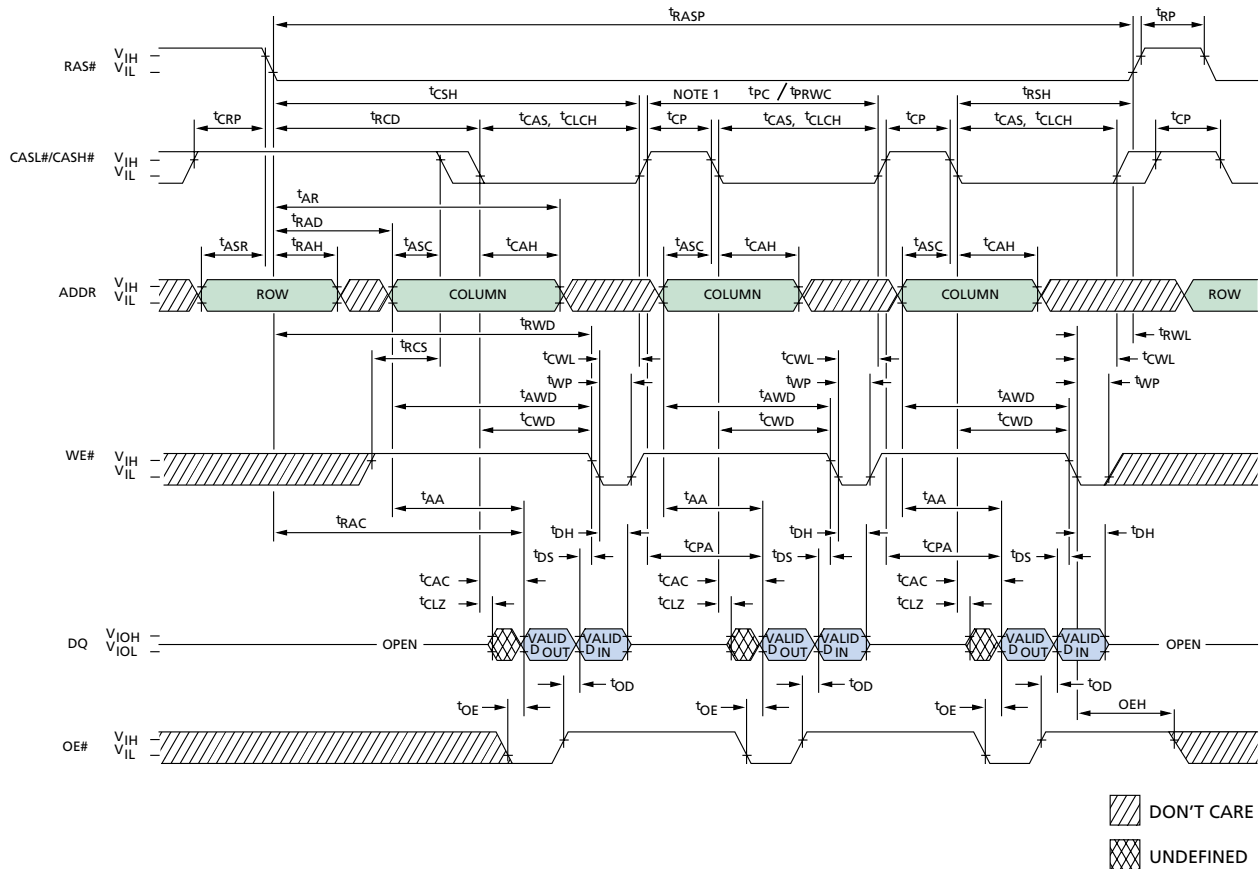 tRASP tRP
RAS# VIH VIL
tCSH NOTE 1 tPC / tPRWC tRSH
tCRP tRCD tCAS, tCLCH tCP tCAS, tCLCH tCP tCAS, tCLCH tCP
CASL#/CASH# VIH VIL
tAR
tRAD
tASR tRAH tASC tCAH tASC tCAH tASC tCAH
ADDR VIH VIL ROW COLUMN COLUMN COLUMN ROW
tRWD tRWL
tRCS tCWL tCWL tCWL
tWP tWP tWP
tAWD tAWD tAWD
tCWD tCWD tCWD
WE# VIH VIL
tAA tAA tAA
tRAC tDH tDH tDH
tCPA tCPA
tDS tDS tDS
tCAC tCAC tCAC
tCLZ tCLZ tCLZ
DQ VIOH VIOL OPEN VALID DOUT VALID DIN VALID DOUT VALID DIN VALID DOUT VALID DIN OPEN
tOD tOD tOD
tOE tOE tOE OEH
OE# VIH VIL
DON'T CARE
UNDEFINED